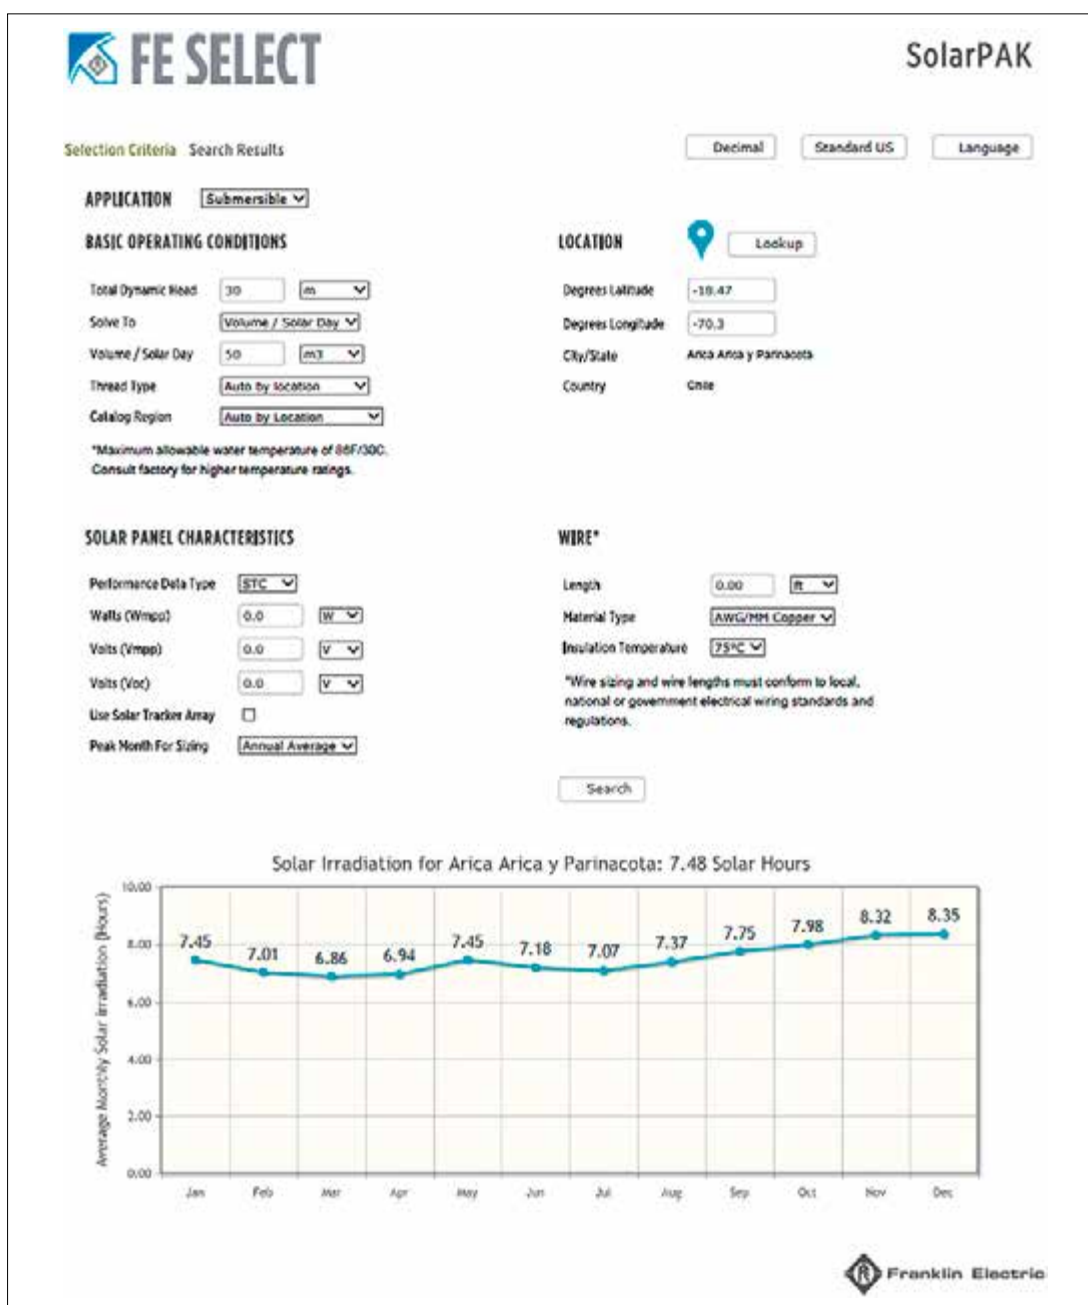 FE SELECT
SolarPAK
Selection Criteria Search Results
Decimal Standard US Language
APPLICATION Submersible
BASIC OPERATING CONDITIONS
Total Dynamic Head 30 m
Solve To Volume / Solar Day
Volume / Solar Day 50 m3
Thread Type Auto by location
Catalog Region Auto by Location
*Maximum allowable water temperature of 86F/30C.
Consult factory for higher temperature ratings.
LOCATION Lookup
Degrees Latitude -18.47
Degrees Longitude -70.3
City/State Arica Arica y Parinacota
Country Chile
SOLAR PANEL CHARACTERISTICS
Performance Data Type STC
Watts (Wmpp) 0.0 W
Volts (Vmpp) 0.0 V
Volts (Voc) 0.0 V
Use Solar Tracker Array
Peak Month For Sizing Annual Average
WIRE*
Length 0.00 ft
Material Type AWG/MM Copper
Insulation Temperature 75°C
*Wire sizing and wire lengths must conform to local,
national or government electrical wiring standards and
regulations.
Search
Solar Irradiation for Arica Arica y Parinacota: 7.48 Solar Hours
Average Monthly Solar Irradiation (Hours)
10.00
8.00
6.00
4.00
2.00
0.00
7.45 7.01 6.86 6.94 7.45 7.18 7.07 7.37 7.75 7.98 8.32 8.35
Jan Feb Mar Apr May Jun Jul Aug Sep Oct Nov Dec
Franklin Electric